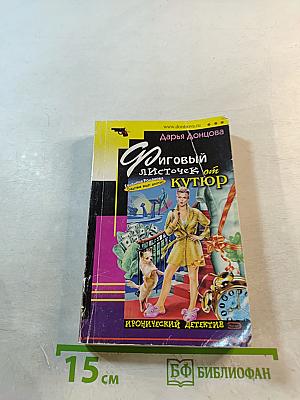 www.dontsova.ru
Дарья Донцова
Фиговый
листочек от
кутюр
ИРОНИЧЕСКИЙ ДЕТЕКТИВ
15 см
БФ БИБЛИОФАН